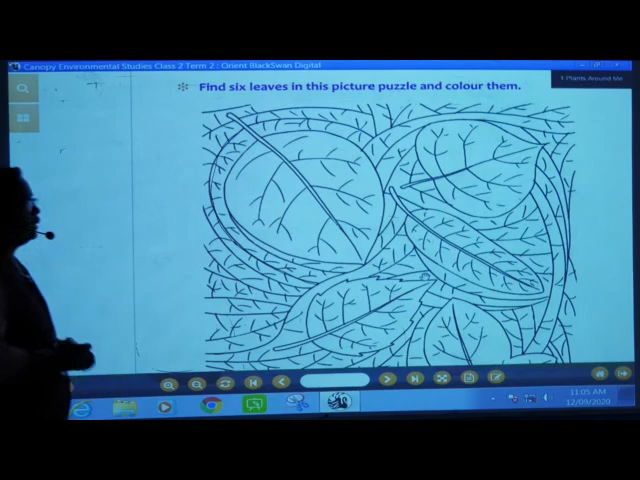 Canopy Environmental Studies Class 2 Term 2 : Orient BlackSwan Digital
1 Plants Around Me
Find six leaves in this picture puzzle and colour them.
11:05 AM
12/09/2020